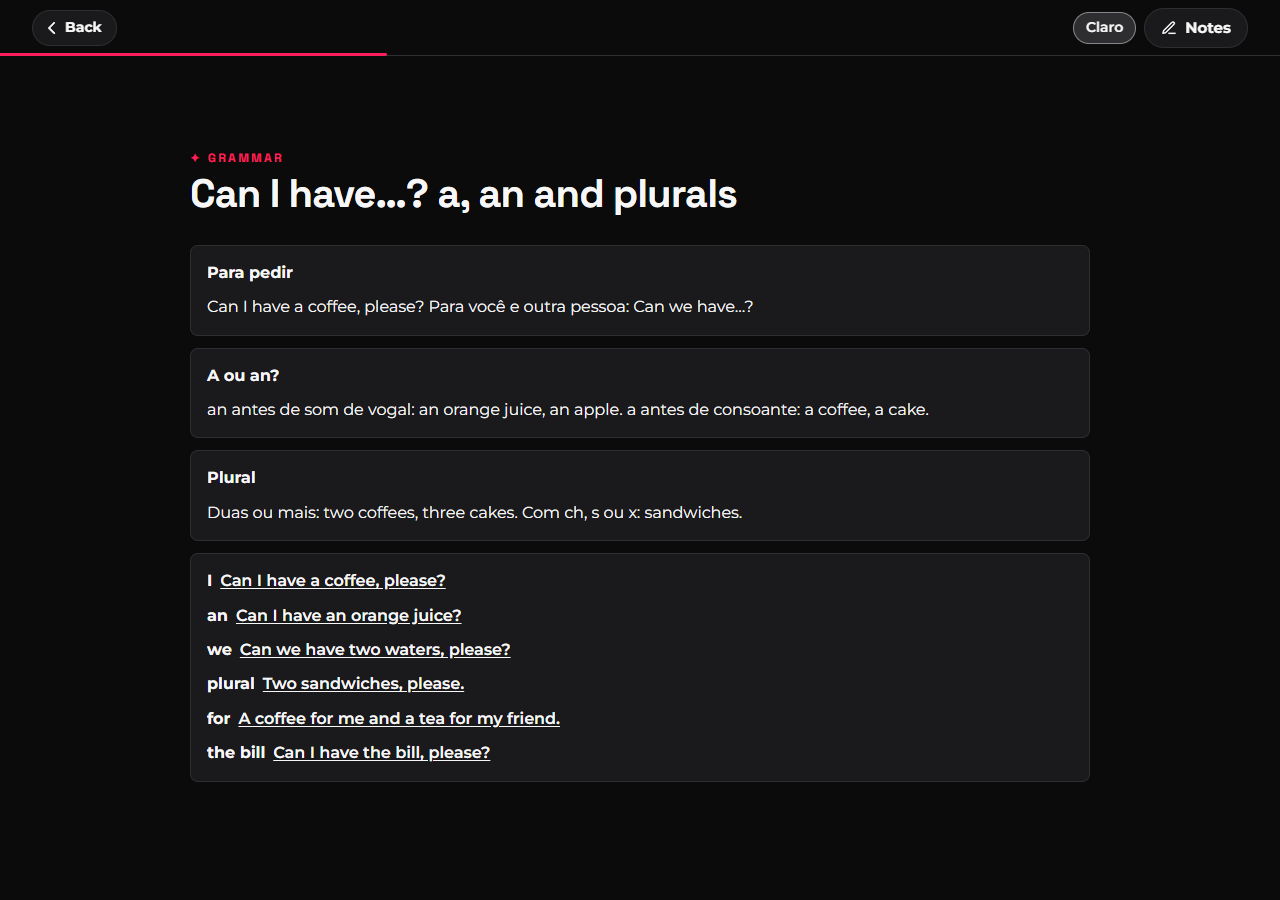 Back
Claro
Notes
✦ GRAMMAR
Can I have...? a, an and plurals
Para pedir
Can I have a coffee, please? Para você e outra pessoa: Can we have...?
A ou an?
an antes de som de vogal: an orange juice, an apple. a antes de consoante: a coffee, a cake.
Plural
Duas ou mais: two coffees, three cakes. Com ch, s ou x: sandwiches.
I Can I have a coffee, please?
an Can I have an orange juice?
we Can we have two waters, please?
plural Two sandwiches, please.
for A coffee for me and a tea for my friend.
the bill Can I have the bill, please?